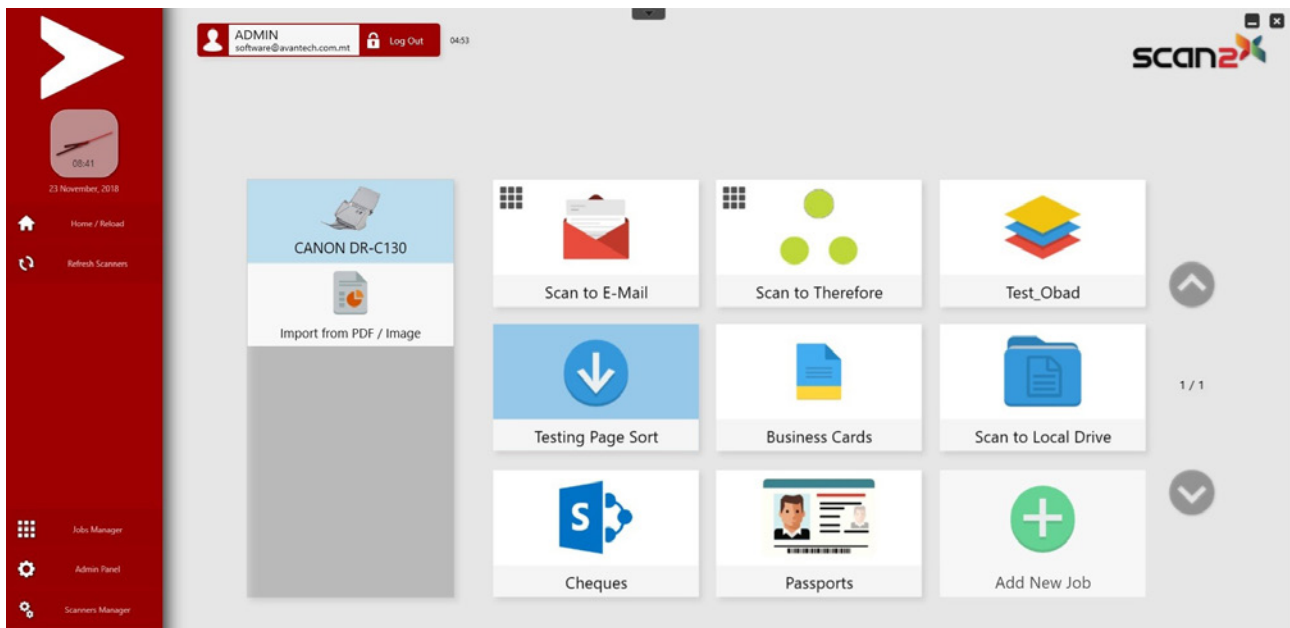 ADMIN
software@avantech.com.mt
Log Out
04:53
scan2x
08:41
23 November, 2018
Home / Reload
Refresh Scanners
Jobs Manager
Admin Panel
Scanners Manager
CANON DR-C130
Import from PDF / Image
Scan to E-Mail
Scan to Therefore
Test_Obad
Testing Page Sort
Business Cards
Scan to Local Drive
S
Cheques
Passports
Add New Job
1 / 1